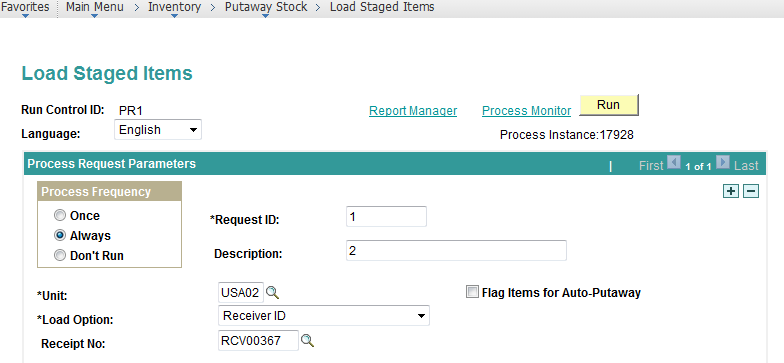 Favorites Main Menu > Inventory > Putaway Stock > Load Staged Items
Load Staged Items
Run Control ID: PR1 Report Manager Process Monitor Run
Language: English Process Instance:17928
Process Request Parameters | First 1 of 1 Last
Process Frequency
Once
Always
Don't Run
*Request ID: 1
Description: 2
*Unit: USA02 Flag Items for Auto-Putaway
*Load Option: Receiver ID
Receipt No: RCV00367